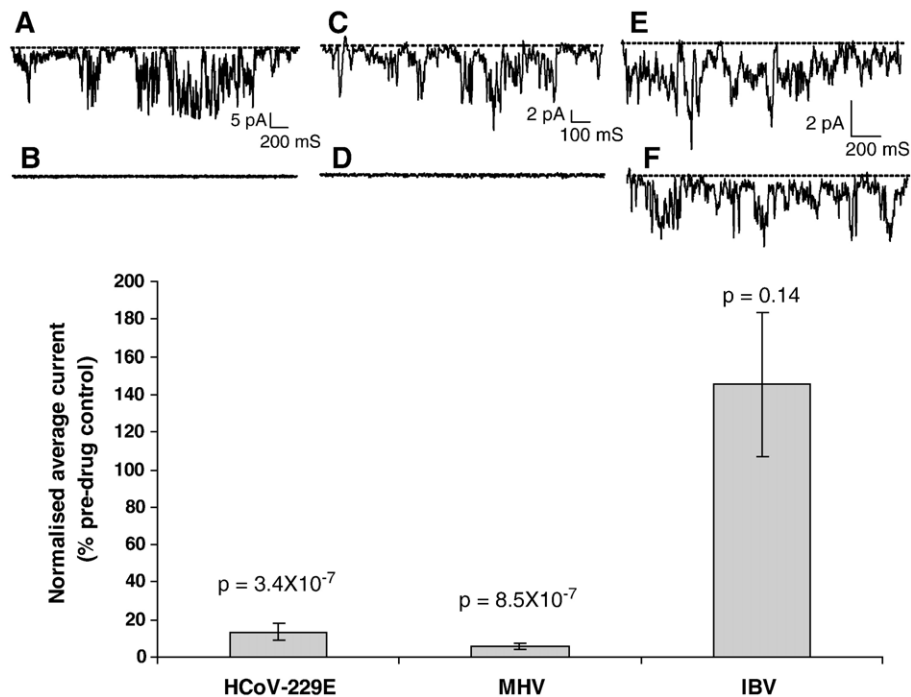 A
C
E
5 pA
200 mS
2 pA
100 mS
2 pA
200 mS
B
D
F
Normalised average current
(% pre-drug control)
200
180
160
140
120
100
80
60
40
20
0
p = 3.4X10-7
p = 8.5X10-7
p = 0.14
HCoV-229E
MHV
IBV